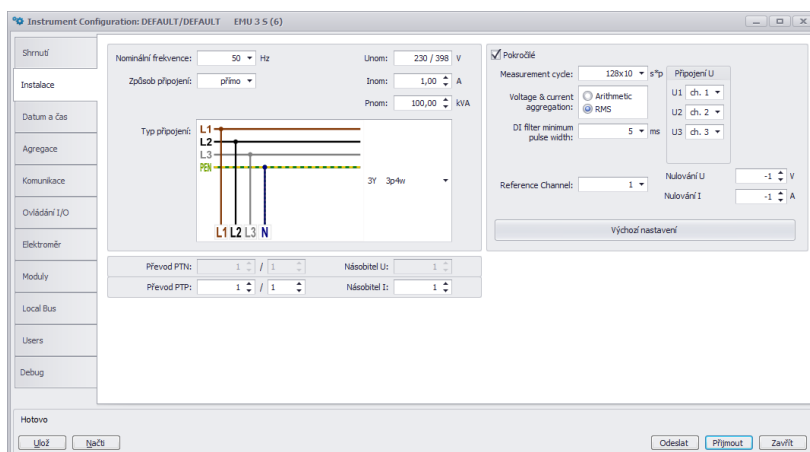 Instrument Configuration: DEFAULT/DEFAULT EMU 3 S (6)
Shrnutí
Instalace
Datum a čas
Agregace
Komunikace
Ovládání I/O
Elektroměr
Moduly
Local Bus
Users
Debug
Nominální frekvence: 50 Hz Unom: 230 / 398 V
Způsob připojení: přímo Inom: 1,00 A
Pnom: 100,00 kVA
Typ připojení:
L1
L2
L3
PEN
3Y 3p4w
L1 L2 L3 N
Převod PTN: 1 / 1 Násobitel U: 1
Převod PTP: 1 / 1 Násobitel I: 1
Pokročilé
Measurement cycle: 128x10 s*p
Voltage & current aggregation: Arithmetic
RMS
DI filter minimum pulse width: 5 ms
Připojení U
U1 ch. 1
U2 ch. 2
U3 ch. 3
Reference Channel: 1
Nulování U -1 V
Nulování I -1 A
Výchozí nastavení
Hotovo
Ulož Načti Odeslat Přijmout Zavřít